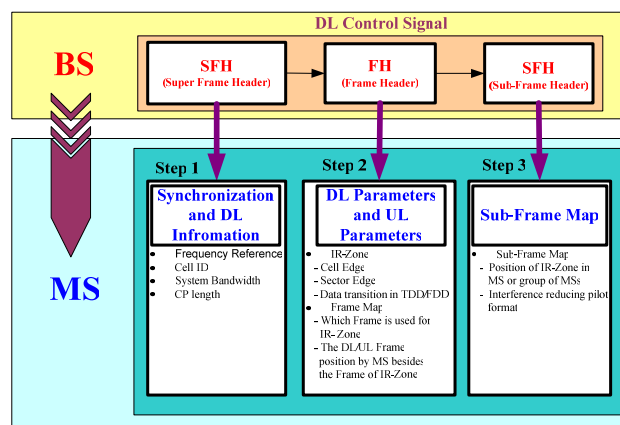 DL Control Signal
BS
SFH
(Super Frame Header)
FH
(Frame Header)
SFH
(Sub-Frame Header)
MS
Step 1
Synchronization
and DL
Infromation
• Frequency Reference
• Cell ID
• System Bandwidth
• CP length
Step 2
DL Parameters
and UL
Parameters
• IR-Zone
- Cell Edge
- Sector Edge
- Data transition in TDD/FDD
• Frame Map
- Which Frame is used for
IR-Zone
- The DL/UL Frame
position by MS besides
the Frame of IR-Zone
Step 3
Sub-Frame Map
• Sub-Frame Map
- Position of IR-Zone in
MS or group of MSs
- Interference reducing pilot
format